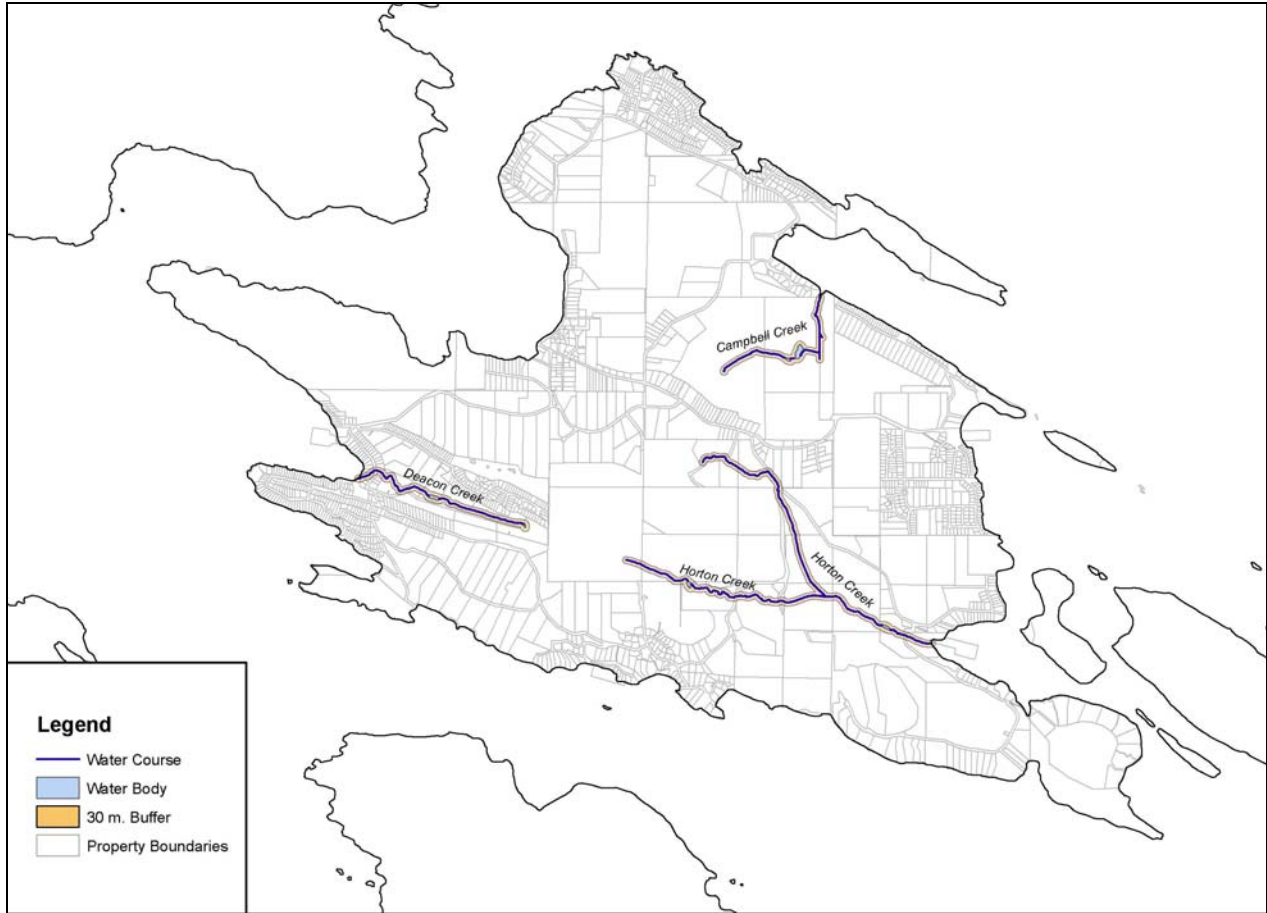 Campbell Creek
Deacon Creek
Horton Creek
Horton Creek
Legend
Water Course
Water Body
30 m. Buffer
Property Boundaries